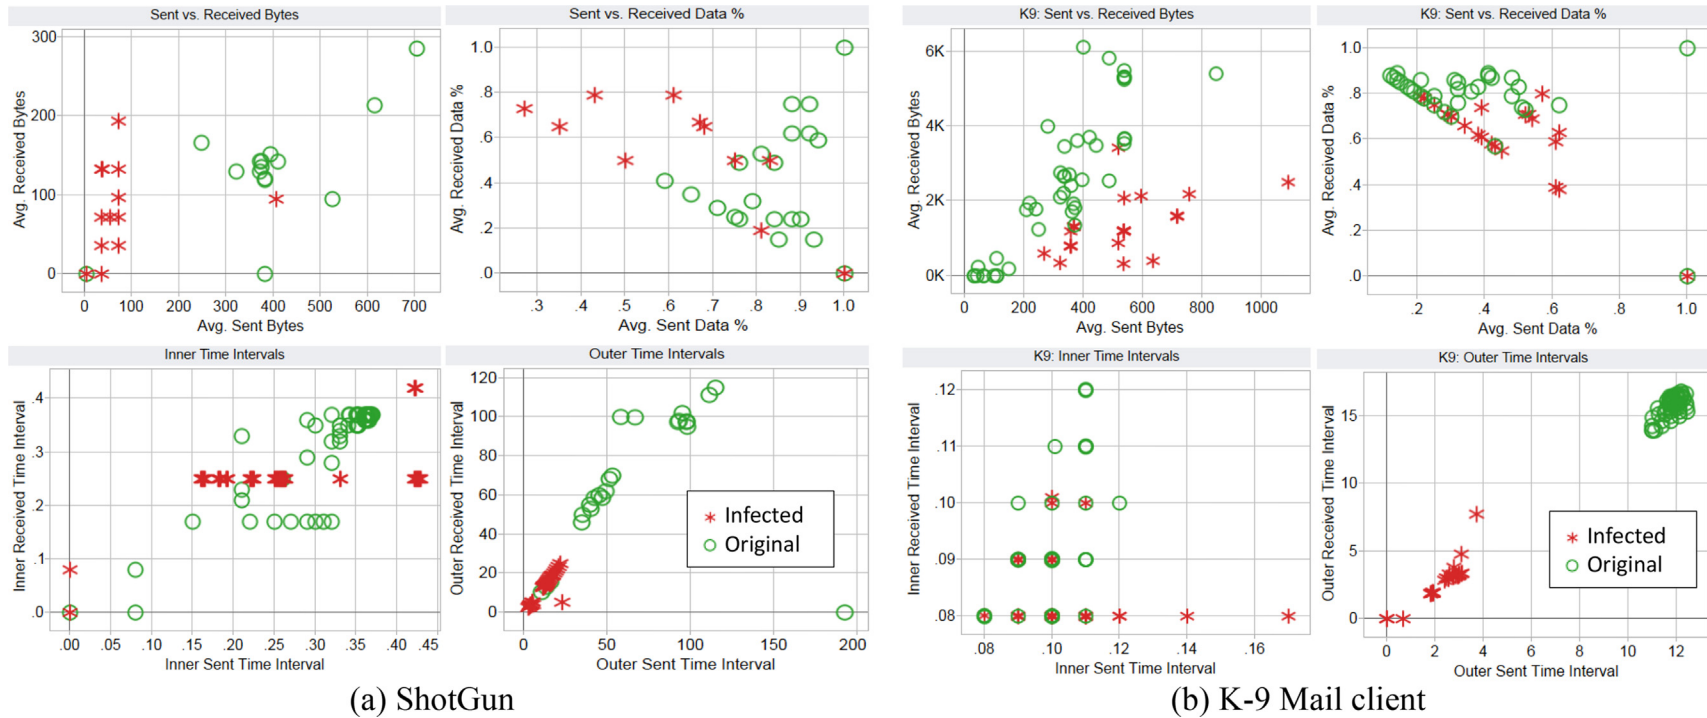 Sent vs. Received Bytes
Avg. Received Bytes
300
200
100
0
0 100 200 300 400 500 600 700
Avg. Sent Bytes
Sent vs. Received Data %
Avg. Received Data %
1.0
.8
.6
.4
.2
.0
.3 .4 .5 .6 .7 .8 .9 1.0
Avg. Sent Data %
Inner Time Intervals
Inner Received Time Interval
.4
.3
.2
.1
.0
.00 .05 .10 .15 .20 .25 .30 .35 .40 .45
Inner Sent Time Interval
Outer Time Intervals
Outer Received Time Interval
120
100
80
60
40
20
0
0 50 100 150 200
Outer Sent Time Interval
Infected
Original
(a) ShotGun
K9: Sent vs. Received Bytes
Avg. Received Bytes
6K
4K
2K
0K
0 200 400 600 800 1000
Avg. Sent Bytes
K9: Sent vs. Received Data %
Avg. Received Data %
1.0
.8
.6
.4
.2
.0
.2 .4 .6 .8 1.0
Avg. Sent Data %
K9: Inner Time Intervals
Inner Received Time Interval
.12
.11
.10
.09
.08
.08 .10 .12 .14 .16
Inner Sent Time Interval
K9: Outer Time Intervals
Outer Received Time Interval
15
10
5
0
0 2 4 6 8 10 12
Outer Sent Time Interval
Infected
Original
(b) K-9 Mail client